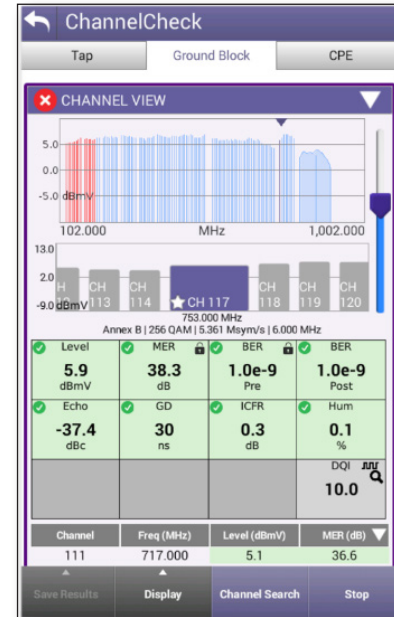 ChannelCheck
Tap Ground Block CPE
CHANNEL VIEW
5.0
0.0
-5.0 dBmV
102.000 MHz 1,002.000
13.0
2.0
-9.0 dBmV
CH 113 CH 114 CH 117 CH 118 CH 119 CH 120
753.000 MHz
Annex B | 256 QAM | 5.361 Msym/s | 6.000 MHz
Level MER BER BER
5.9 38.3 1.0e-9 1.0e-9
dBmV dB Pre Post
Echo GD ICFR Hum
-37.4 30 0.3 0.1
dBc ns dB %
DQI
10.0
Channel Freq (MHz) Level (dBmV) MER (dB)
111 717.000 5.1 36.6
Save Results Display Channel Search Stop